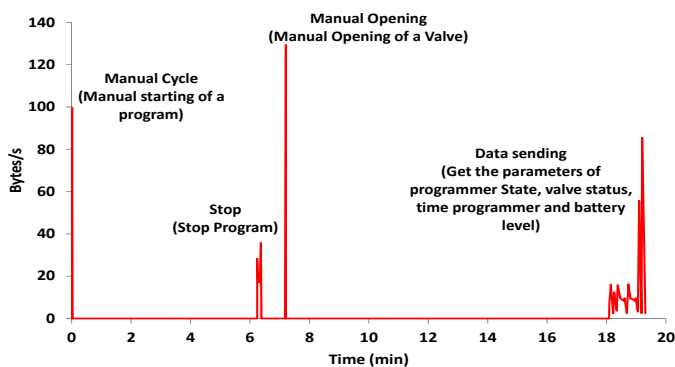 Manual Opening
(Manual Opening of a Valve)
Manual Cycle
(Manual starting of a
program)
Data sending
(Get the parameters of
programmer State, valve status,
time programmer and battery
level)
Stop
(Stop Program)
Bytes/s
140
120
100
80
60
40
20
0
0
2
4
6
8
10
12
14
16
18
20
Time (min)